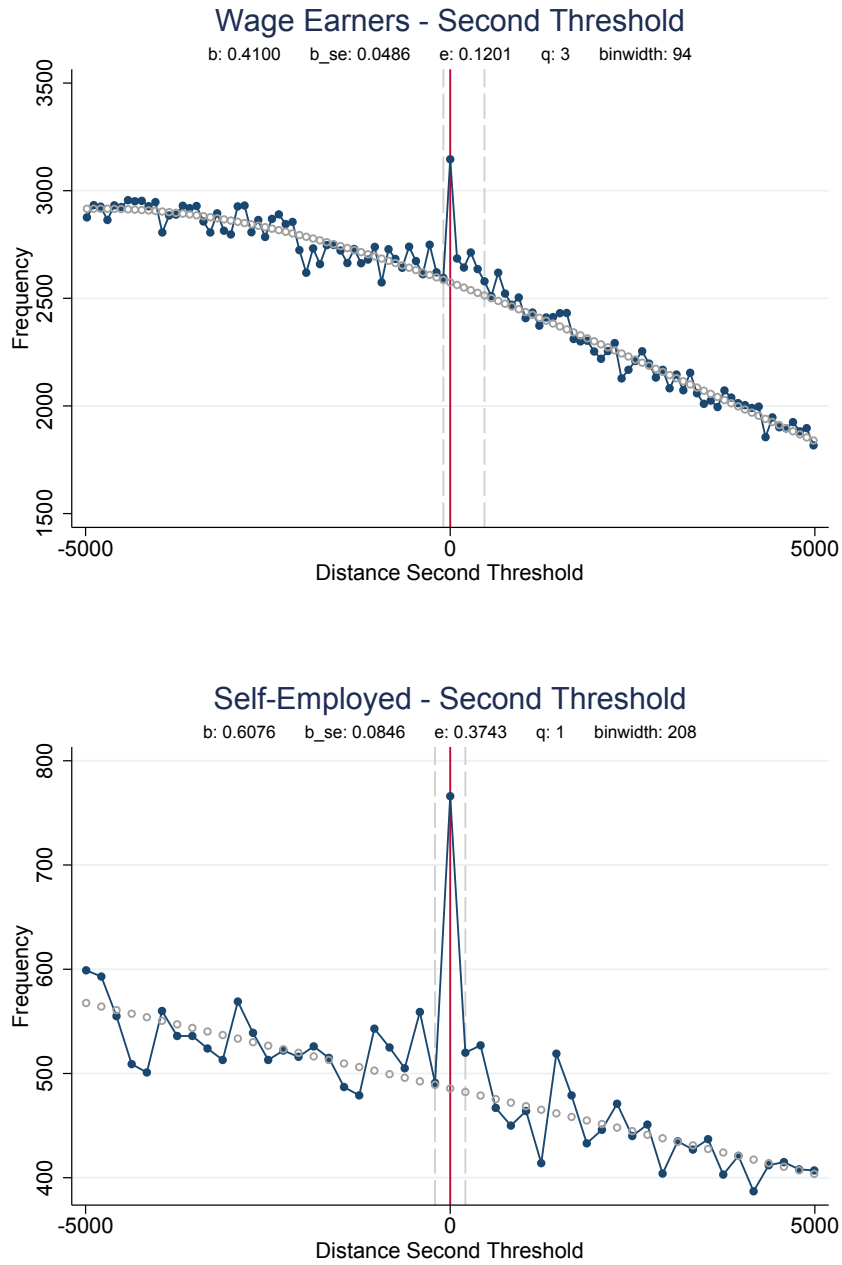 Wage Earners - Second Threshold
b: 0.4100 b_se: 0.0486 e: 0.1201 q: 3 binwidth: 94
3500
3000
2500
2000
1500
Frequency
-5000 0 5000
Distance Second Threshold
Self-Employed - Second Threshold
b: 0.6076 b_se: 0.0846 e: 0.3743 q: 1 binwidth: 208
800
700
600
500
400
Frequency
-5000 0 5000
Distance Second Threshold